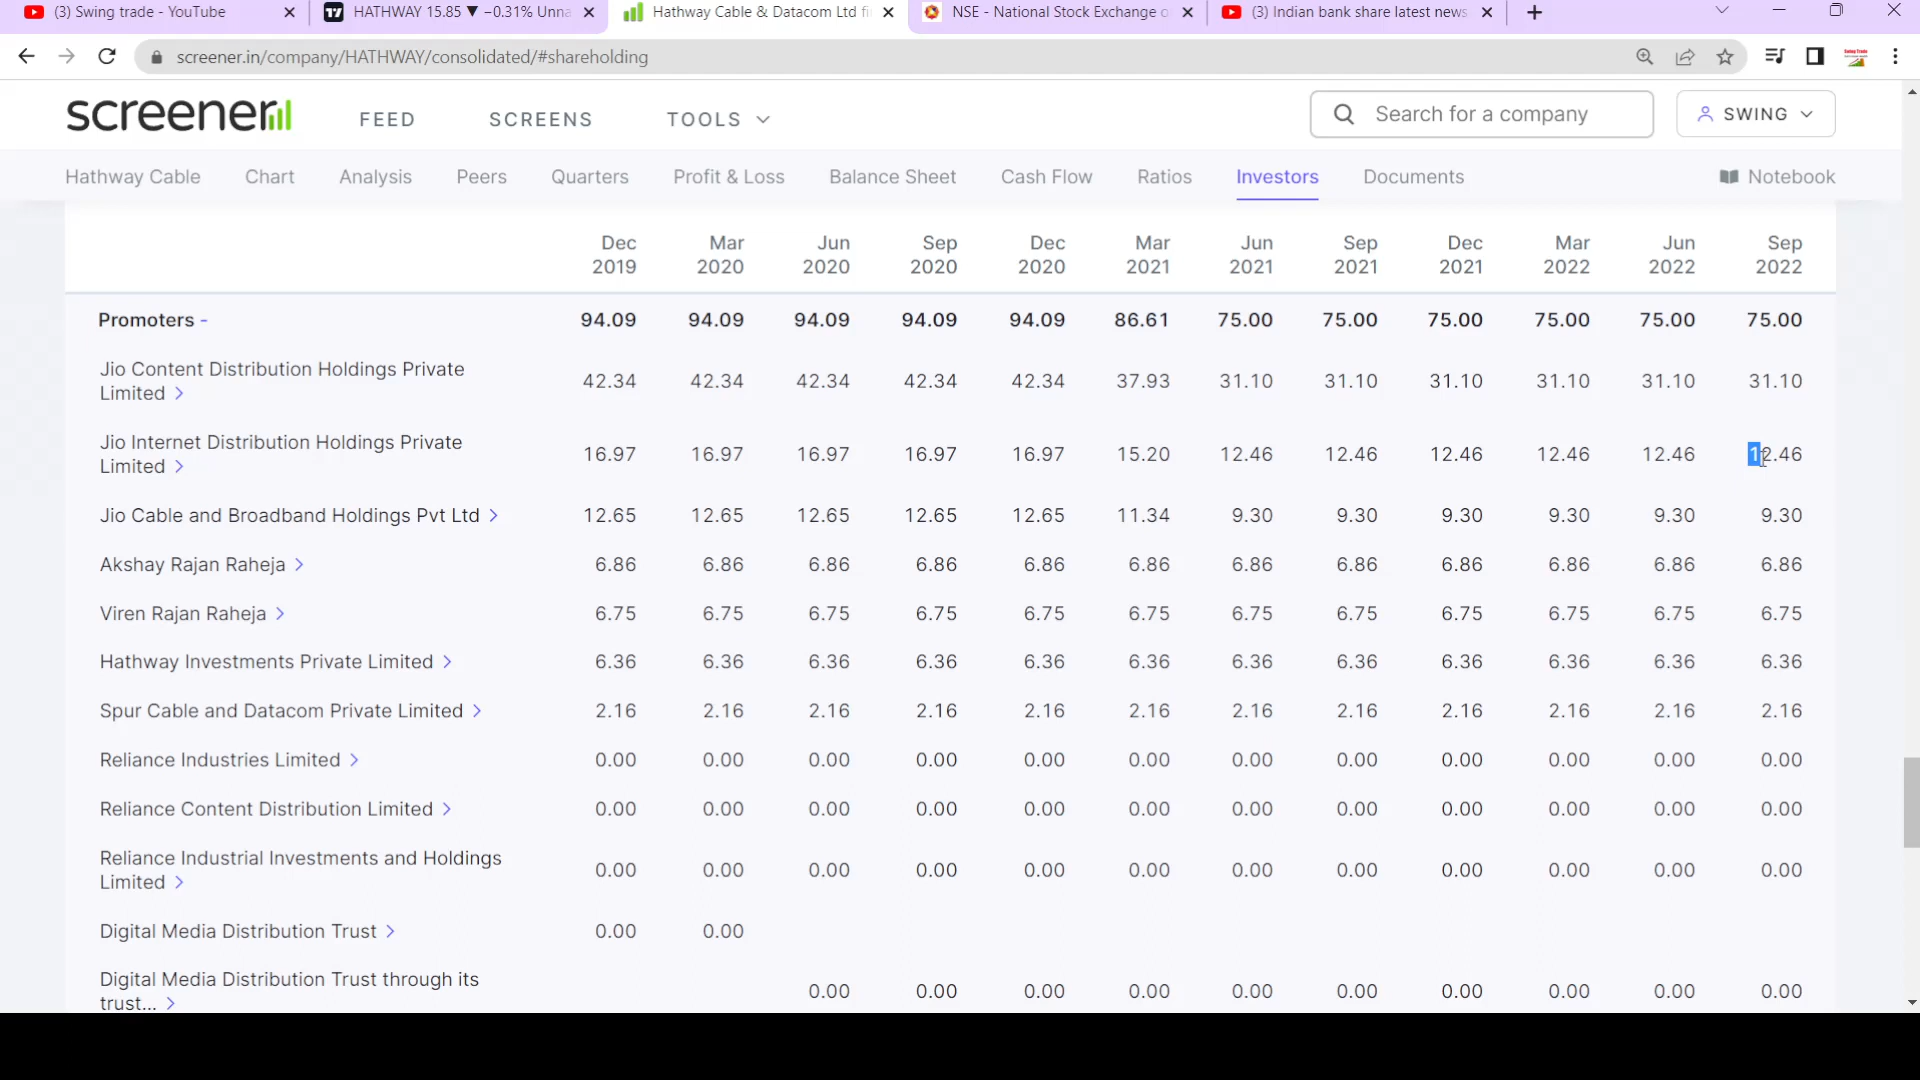 (3) Swing trade - YouTube
HATHWAY 15.85 ▼ −0.31% Unna
Hathway Cable & Datacom Ltd fi
NSE - National Stock Exchange o
(3) Indian bank share latest news
screener.in/company/HATHWAY/consolidated/#shareholding
screener
FEED SCREENS TOOLS
Search for a company
SWING
Hathway Cable Chart Analysis Peers Quarters Profit & Loss Balance Sheet Cash Flow Ratios Investors Documents Notebook
Dec Mar Jun Sep Dec Mar Jun Sep Dec Mar Jun Sep
2019 2020 2020 2020 2020 2021 2021 2021 2021 2022 2022 2022
Promoters - 94.09 94.09 94.09 94.09 94.09 86.61 75.00 75.00 75.00 75.00 75.00 75.00
Jio Content Distribution Holdings Private
Limited > 42.34 42.34 42.34 42.34 42.34 37.93 31.10 31.10 31.10 31.10 31.10 31.10
Jio Internet Distribution Holdings Private
Limited > 16.97 16.97 16.97 16.97 16.97 15.20 12.46 12.46 12.46 12.46 12.46 12.46
Jio Cable and Broadband Holdings Pvt Ltd > 12.65 12.65 12.65 12.65 12.65 11.34 9.30 9.30 9.30 9.30 9.30 9.30
Akshay Rajan Raheja > 6.86 6.86 6.86 6.86 6.86 6.86 6.86 6.86 6.86 6.86 6.86 6.86
Viren Rajan Raheja > 6.75 6.75 6.75 6.75 6.75 6.75 6.75 6.75 6.75 6.75 6.75 6.75
Hathway Investments Private Limited > 6.36 6.36 6.36 6.36 6.36 6.36 6.36 6.36 6.36 6.36 6.36 6.36
Spur Cable and Datacom Private Limited > 2.16 2.16 2.16 2.16 2.16 2.16 2.16 2.16 2.16 2.16 2.16 2.16
Reliance Industries Limited > 0.00 0.00 0.00 0.00 0.00 0.00 0.00 0.00 0.00 0.00 0.00 0.00
Reliance Content Distribution Limited > 0.00 0.00 0.00 0.00 0.00 0.00 0.00 0.00 0.00 0.00 0.00 0.00
Reliance Industrial Investments and Holdings
Limited > 0.00 0.00 0.00 0.00 0.00 0.00 0.00 0.00 0.00 0.00 0.00 0.00
Digital Media Distribution Trust > 0.00 0.00
Digital Media Distribution Trust through its
trust... > 0.00 0.00 0.00 0.00 0.00 0.00 0.00 0.00 0.00 0.00